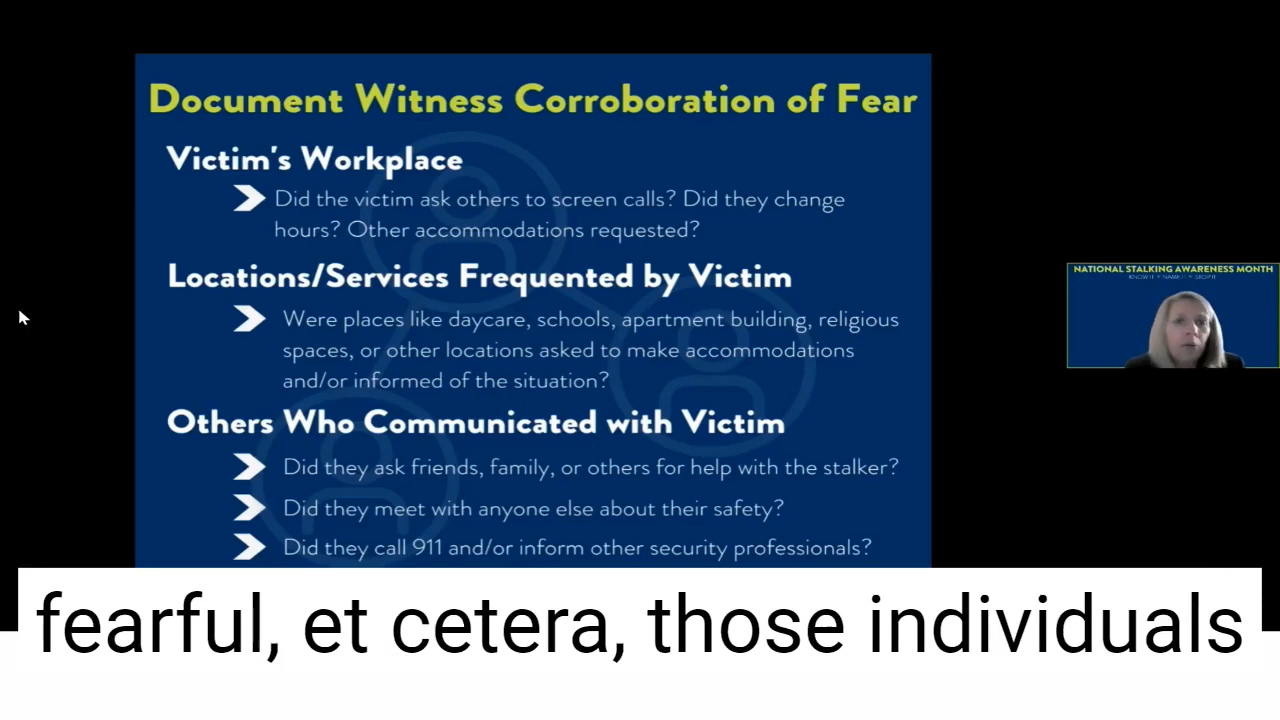 Document Witness Corroboration of Fear
Victim's Workplace
Did the victim ask others to screen calls? Did they change
hours? Other accommodations requested?
Locations/Services Frequented by Victim
Were places like daycare, schools, apartment building, religious
spaces, or other locations asked to make accommodations
and/or informed of the situation?
Others Who Communicated with Victim
Did they ask friends, family, or others for help with the stalker?
Did they meet with anyone else about their safety?
Did they call 911 and/or inform other security professionals?
NATIONAL STALKING AWARENESS MONTH
fearful, et cetera, those individuals